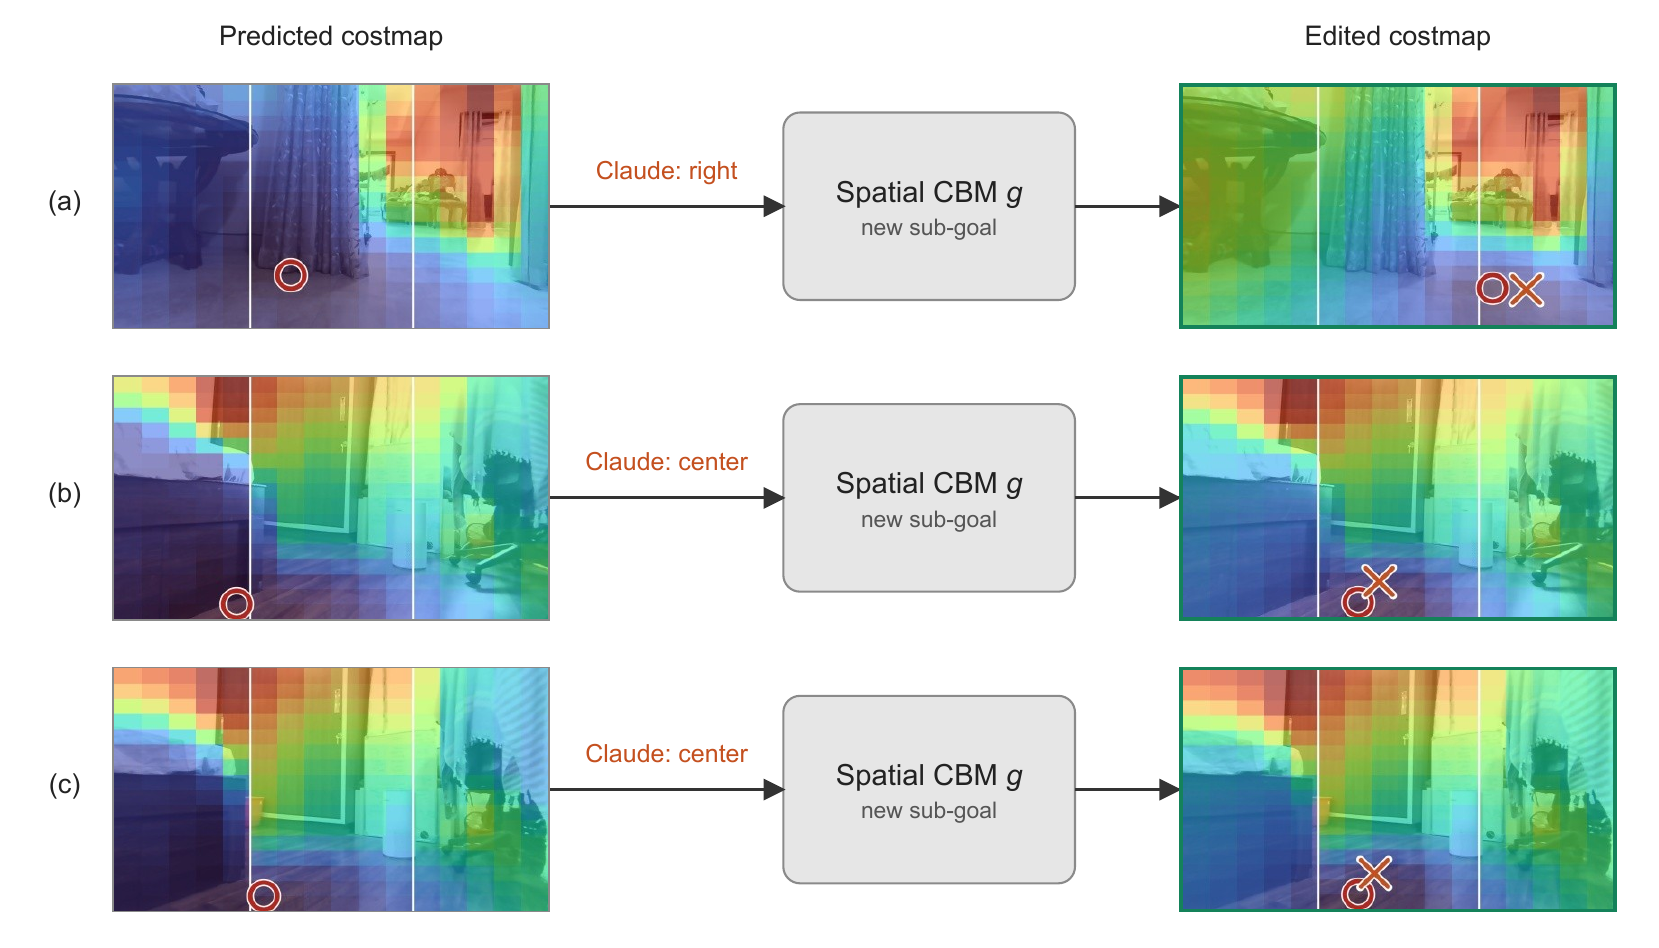 Predicted costmap
Edited costmap
(a)
Claude: right
Spatial CBM g
new sub-goal
(b)
Claude: center
Spatial CBM g
new sub-goal
(c)
Claude: center
Spatial CBM g
new sub-goal